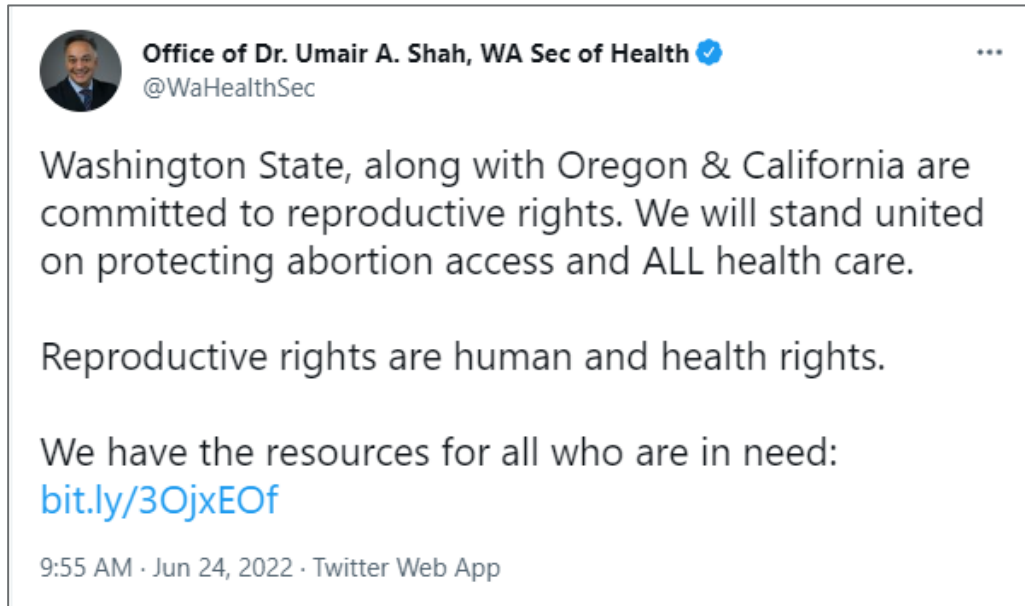 Office of Dr. Umair A. Shah, WA Sec of Health
@WaHealthSec
Washington State, along with Oregon & California are
committed to reproductive rights. We will stand united
on protecting abortion access and ALL health care.
Reproductive rights are human and health rights.
We have the resources for all who are in need:
bit.ly/3OjxEOf
9:55 AM · Jun 24, 2022 · Twitter Web App